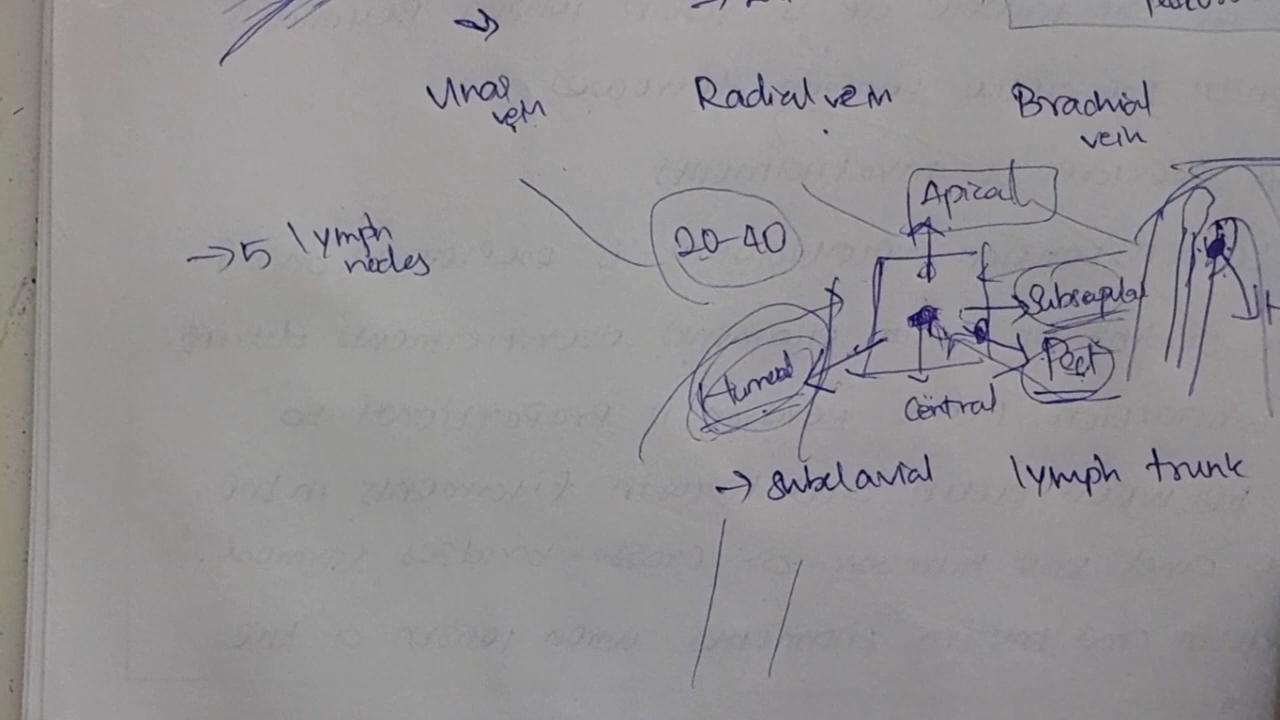 Ulnar vein
Radial vein
Brachial vein
Apical
→ 5 lymph nodes
20-40
Subscapular
Humeral
Pect
Central
→ Subclavial lymph trunk